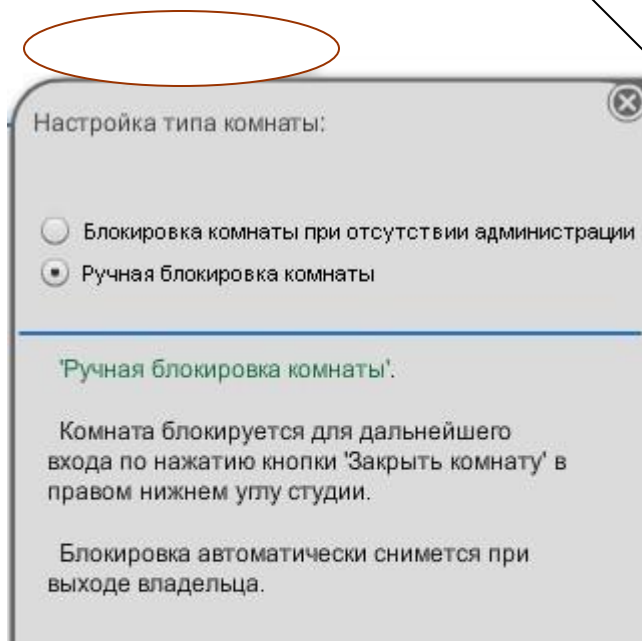 Настройка типа комнаты:
Блокировка комнаты при отсутствии администрации
Ручная блокировка комнаты
'Ручная блокировка комнаты'.
Комната блокируется для дальнейшего
входа по нажатию кнопки 'Закрыть комнату' в
правом нижнем углу студии.
Блокировка автоматически снимется при
выходе владельца.